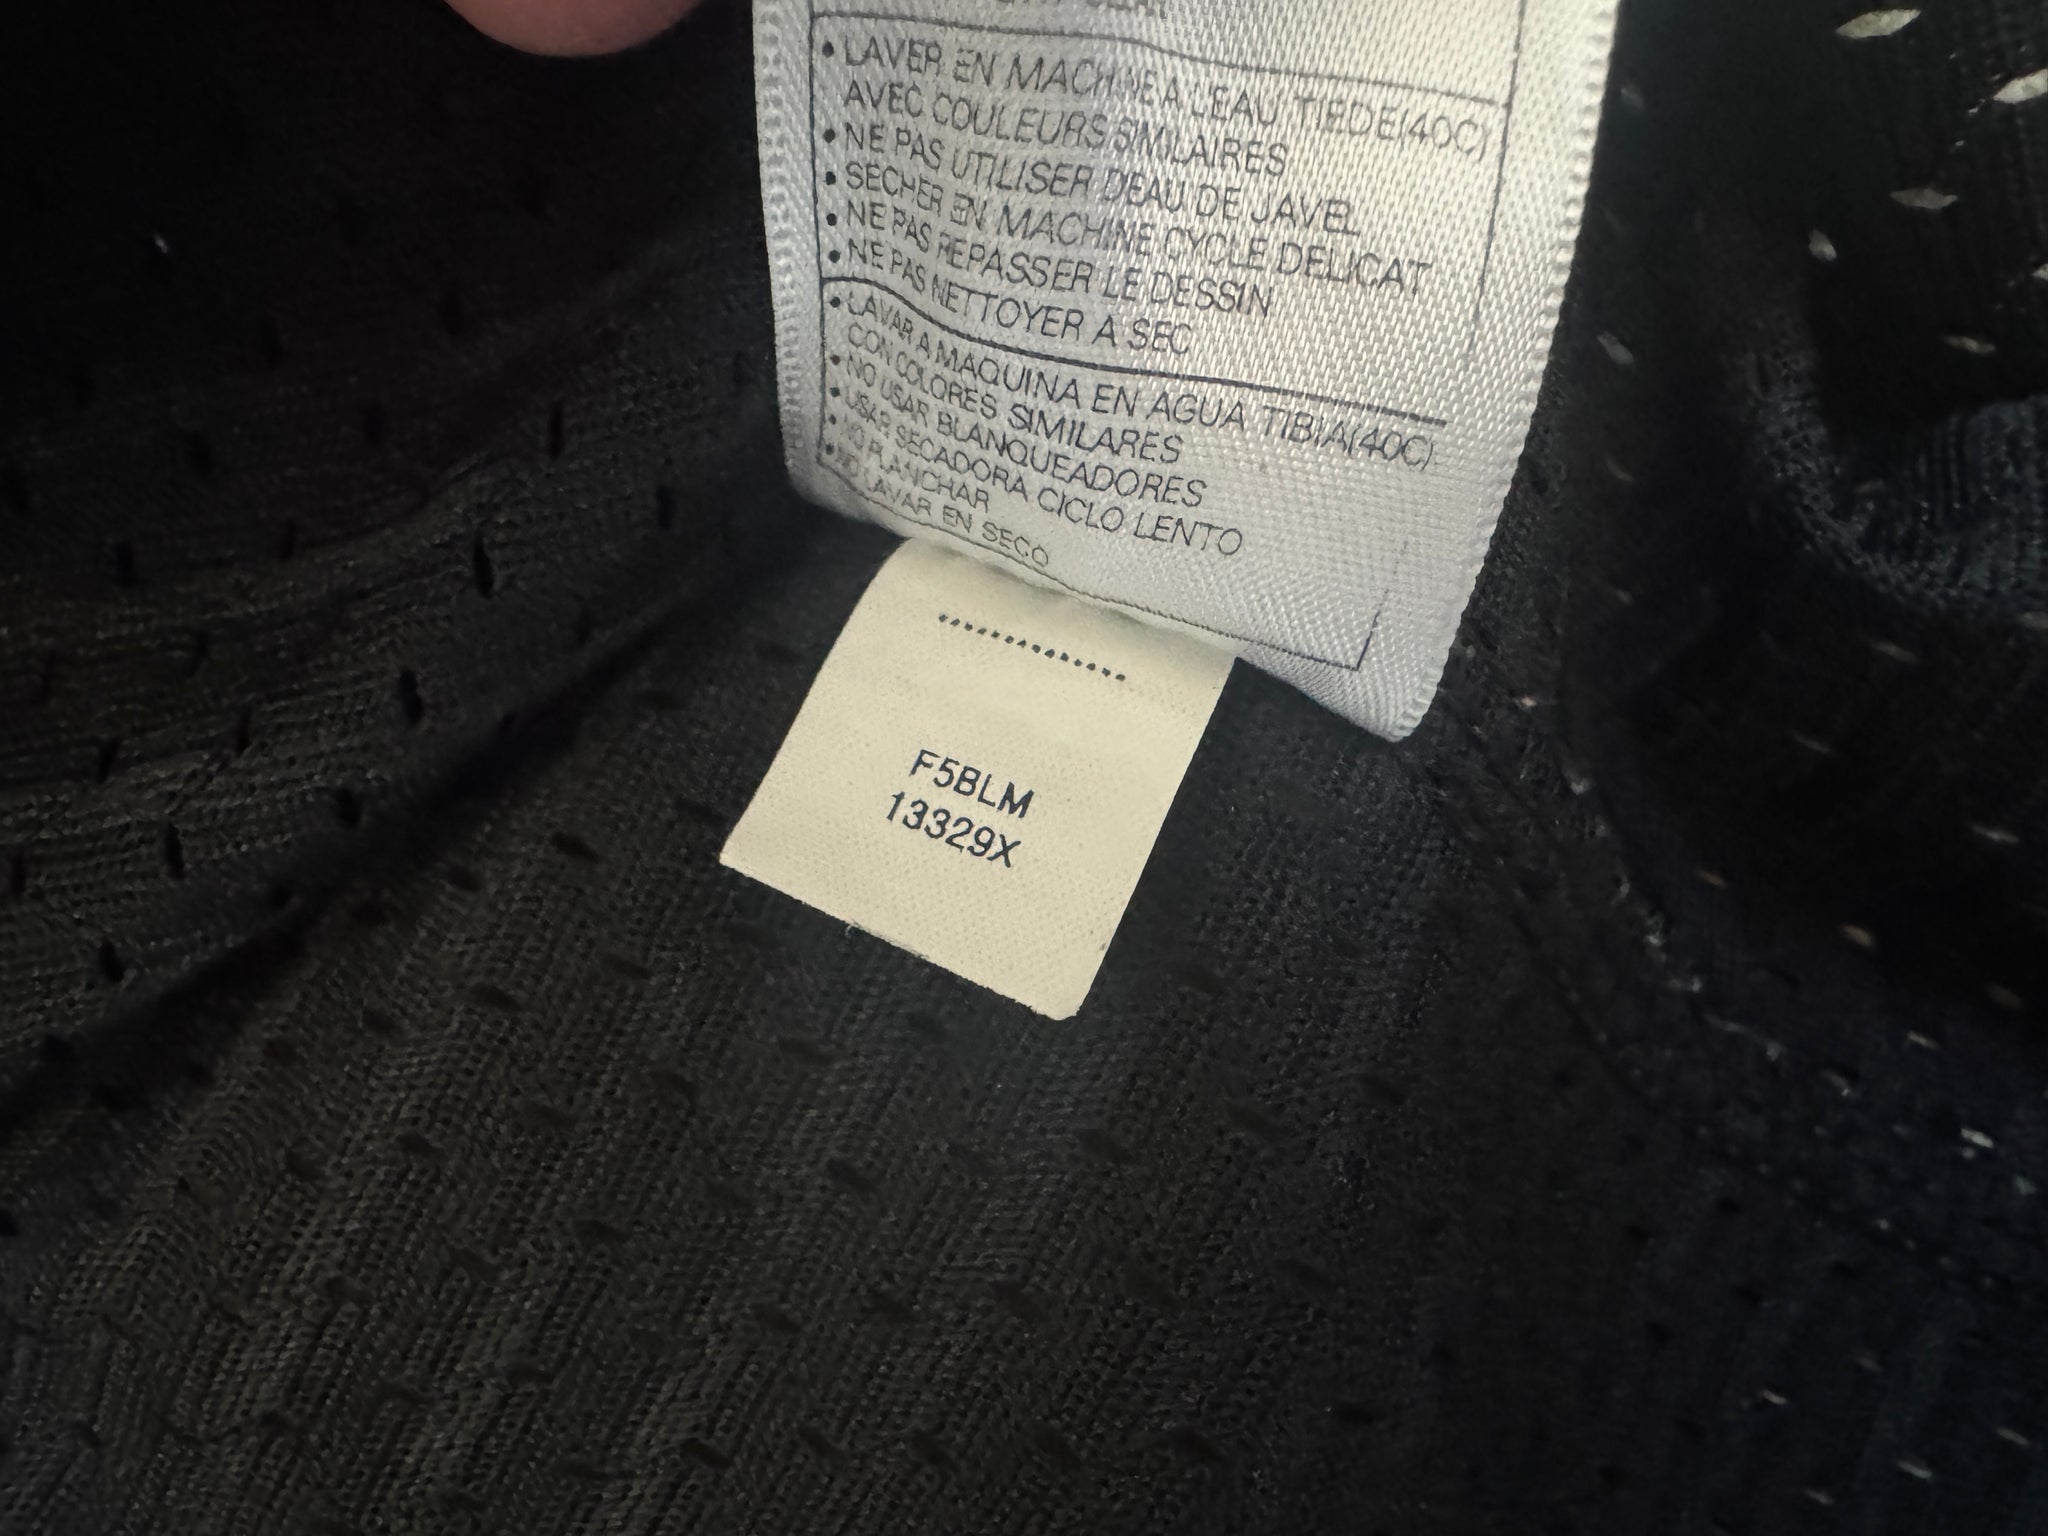 • LAVER EN MACHINE A L'EAU TIEDE(40C)
AVEC COULEURS SIMILAIRES
• NE PAS UTILISER D'EAU DE JAVEL
• SECHER EN MACHINE CYCLE DELICAT
• NE PAS REPASSER LE DESSIN
• NE PAS NETTOYER A SEC
• LAVAR A MAQUINA EN AGUA TIBIA(40C)
CON COLORES SIMILARES
• NO USAR BLANQUEADORES
• USAR SECADORA CICLO LENTO
• NO PLANCHAR
• NO LAVAR EN SECO
F5BLM
13329X